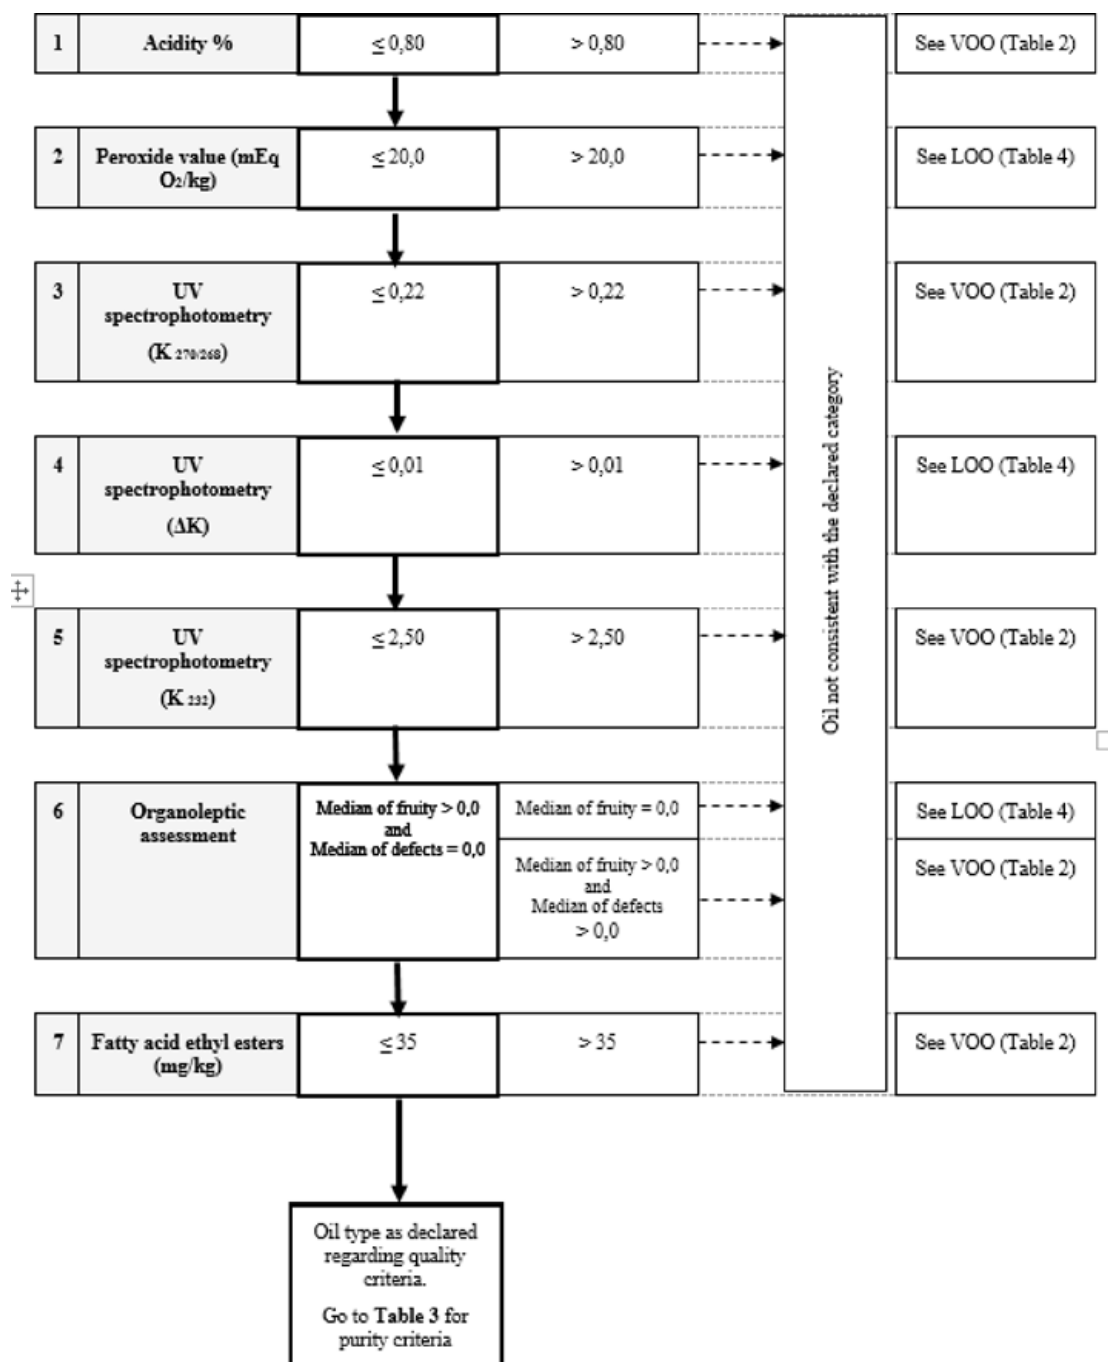 1
Acidity %
≤ 0,80
> 0,80
See VOO (Table 2)
2
Peroxide value (mEq
O2/kg)
≤ 20,0
> 20,0
See LOO (Table 4)
3
UV
spectrophotometry
(K 270/268)
≤ 0,22
> 0,22
See VOO (Table 2)
4
UV
spectrophotometry
(ΔK)
≤ 0,01
> 0,01
See LOO (Table 4)
5
UV
spectrophotometry
(K 232)
≤ 2,50
> 2,50
See VOO (Table 2)
6
Organoleptic
assessment
Median of fruity > 0,0
and
Median of defects = 0,0
Median of fruity = 0,0
See LOO (Table 4)
Median of fruity > 0,0
and
Median of defects
> 0,0
See VOO (Table 2)
7
Fatty acid ethyl esters
(mg/kg)
≤ 35
> 35
See VOO (Table 2)
Oil not consistent with the declared category
Oil type as declared
regarding quality
criteria.
Go to Table 3 for
purity criteria